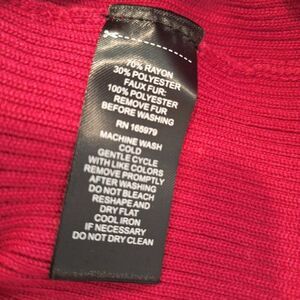 70% RAYON
30% POLYESTER
FAUX FUR:
100% POLYESTER
REMOVE FUR
BEFORE WASHING
RN 165979
MACHINE WASH
COLD
GENTLE CYCLE
WITH LIKE COLORS
REMOVE PROMPTLY
AFTER WASHING
DO NOT BLEACH
RESHAPE AND
DRY FLAT
COOL IRON
IF NECESSARY
DO NOT DRY CLEAN